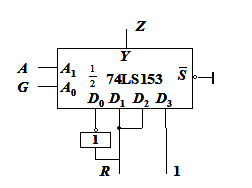 Z
Y
A A₁ ½ 74LS153 S̅
G A₀
D₀ D₁ D₂ D₃
1
R 1